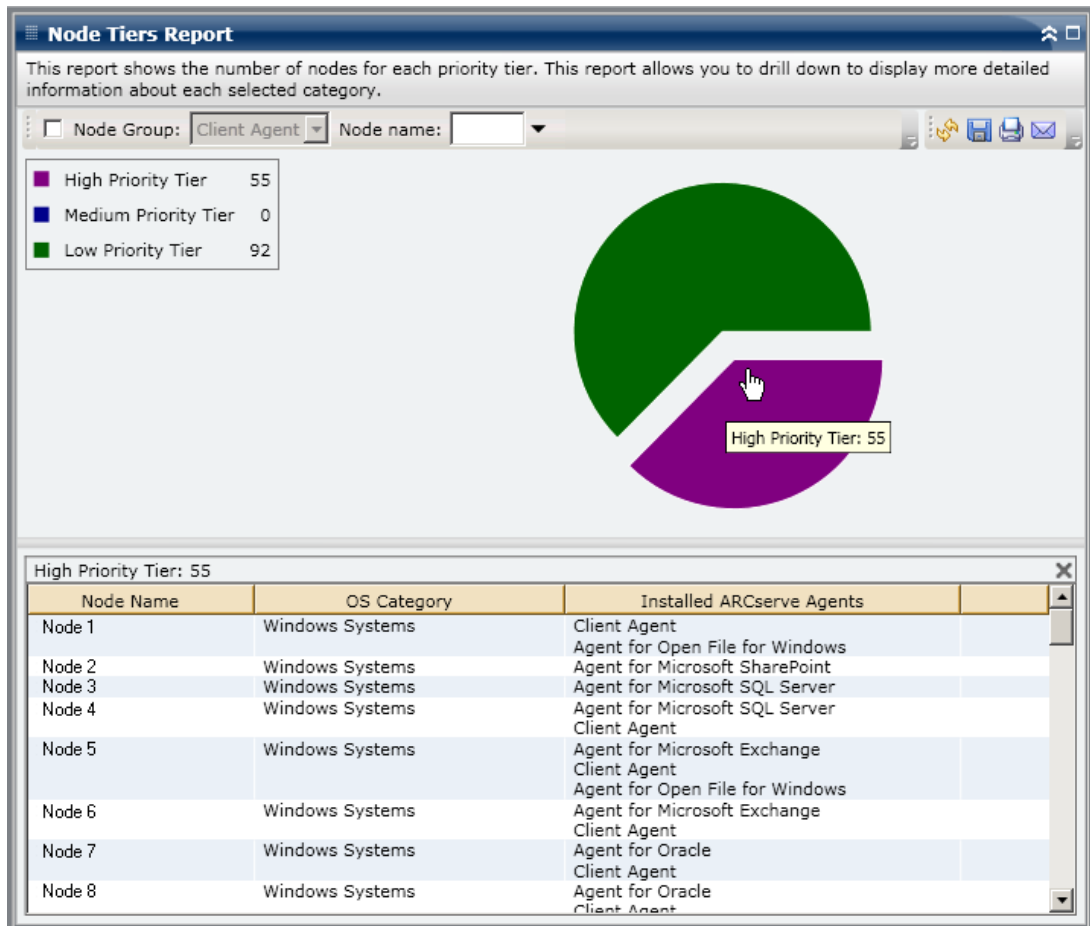 Node Tiers Report
This report shows the number of nodes for each priority tier. This report allows you to drill down to display more detailed
information about each selected category.
Node Group: Client Agent Node name:
High Priority Tier 55
Medium Priority Tier 0
Low Priority Tier 92
High Priority Tier: 55
High Priority Tier: 55
Node Name OS Category Installed ARCserve Agents
Node 1 Windows Systems Client Agent
Agent for Open File for Windows
Node 2 Windows Systems Agent for Microsoft SharePoint
Node 3 Windows Systems Agent for Microsoft SQL Server
Node 4 Windows Systems Agent for Microsoft SQL Server
Client Agent
Node 5 Windows Systems Agent for Microsoft Exchange
Client Agent
Agent for Open File for Windows
Node 6 Windows Systems Agent for Microsoft Exchange
Client Agent
Node 7 Windows Systems Agent for Oracle
Client Agent
Node 8 Windows Systems Agent for Oracle
Client Agent